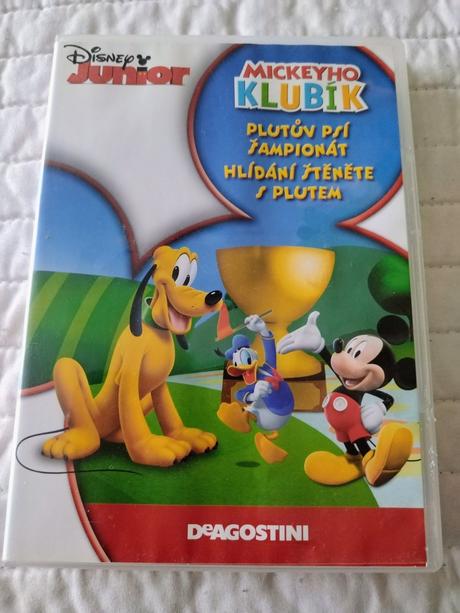 Disney
Junior
MICKEYHO
KLUBÍK
PLUTŮV PSÍ
ŠAMPIONÁT
HLÍDÁNÍ ŠTĚNĚTE
S PLUTEM
DeAGOSTINI